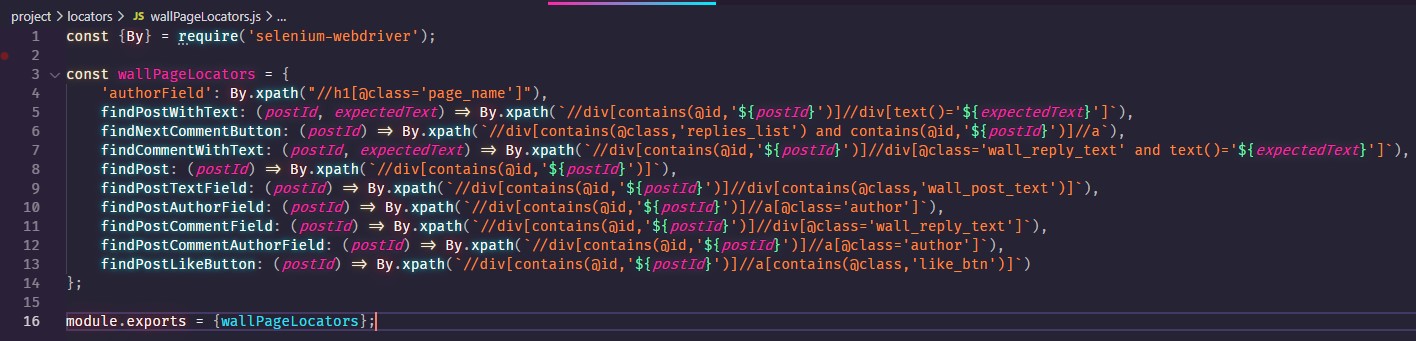 project > locators > JS wallPageLocators.js > ...
1 const {By} = require('selenium-webdriver');
2
3 const wallPageLocators = {
4 'authorField': By.xpath("//h1[@class='page_name']"),
5 findPostWithText: (postId, expectedText) => By.xpath(`//div[contains(@id,'${postId}')]//div[text()='${expectedText}']`),
6 findNextCommentButton: (postId) => By.xpath(`//div[contains(@class,'replies_list') and contains(@id,'${postId}')]//a`),
7 findCommentWithText: (postId, expectedText) => By.xpath(`//div[contains(@id,'${postId}')]//div[@class='wall_reply_text' and text()='${expectedText}']`),
8 findPost: (postId) => By.xpath(`//div[contains(@id,'${postId}')]`),
9 findPostTextField: (postId) => By.xpath(`//div[contains(@id,'${postId}')]//div[contains(@class,'wall_post_text')]`),
10 findPostAuthorField: (postId) => By.xpath(`//div[contains(@id,'${postId}')]//a[@class='author']`),
11 findPostCommentField: (postId) => By.xpath(`//div[contains(@id,'${postId}')]//div[@class='wall_reply_text']`),
12 findPostCommentAuthorField: (postId) => By.xpath(`//div[contains(@id,'${postId}')]//a[@class='author']`),
13 findPostLikeButton: (postId) => By.xpath(`//div[contains(@id,'${postId}')]//a[contains(@class,'like_btn')]`)
14 };
15
16 module.exports = {wallPageLocators};